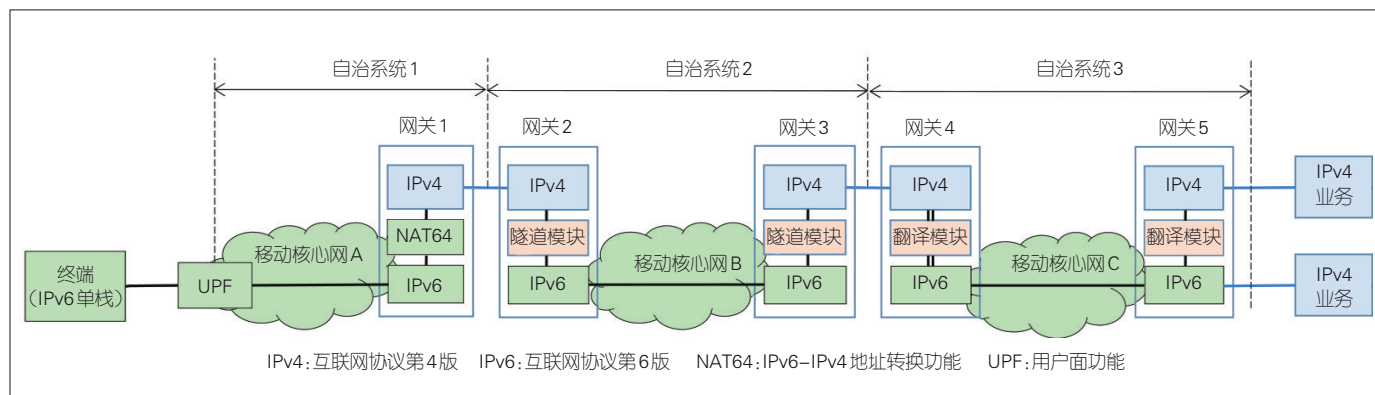 自治系统1
自治系统2
自治系统3
网关1
网关2
网关3
网关4
网关5
IPv4
IPv4
IPv4
IPv4
IPv4
IPv4
业务
NAT64
隧道模块
隧道模块
翻译模块
翻译模块
移动核心网A
移动核心网B
移动核心网C
终端
（IPv6单栈）
UPF
IPv6
IPv6
IPv6
IPv6
IPv6
IPv4
业务
IPv4:互联网协议第4版 IPv6:互联网协议第6版 NAT64:IPv6-IPv4地址转换功能 UPF:用户面功能